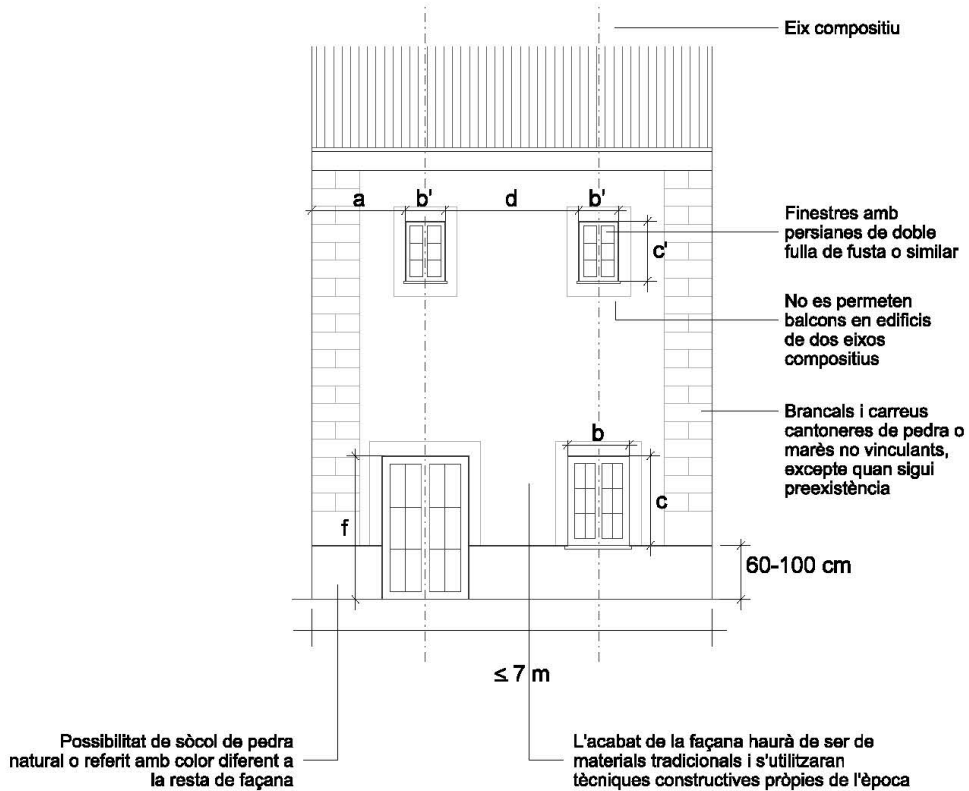 Eix compositiu
a
b'
d
b'
Finestres amb
persianes de doble
fulla de fusta o similar
c'
No es permeten
balcons en edificis
de dos eixos
compositius
Brancals i carreus
cantoneres de pedra o
marès no vinculants,
excepte quan sigui
preexistència
b
c
f
60-100 cm
≤ 7 m
Possibilitat de sòcol de pedra
natural o referit amb color diferent a
la resta de façana
L'acabat de la façana haurà de ser de
materials tradicionals i s'utilitzaran
tècniques constructives pròpies de l'època